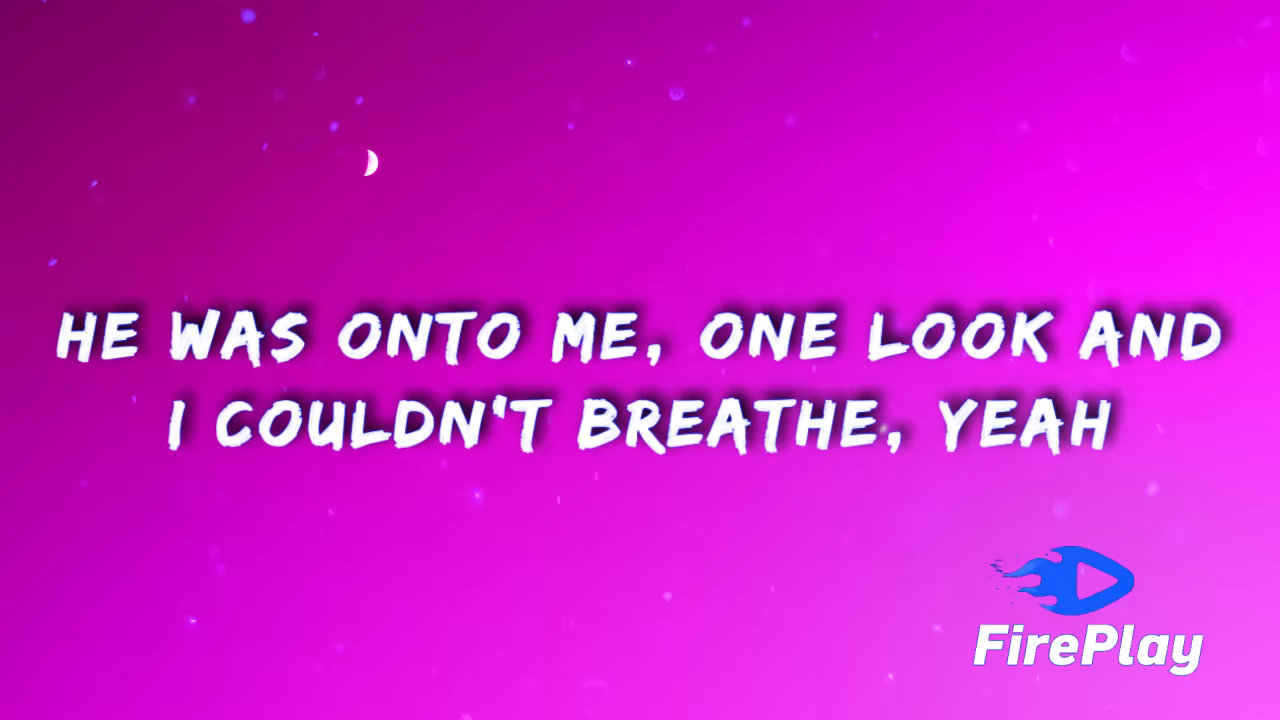 HE WAS ONTO ME, ONE LOOK AND
I COULDN'T BREATHE, YEAH
FirePlay